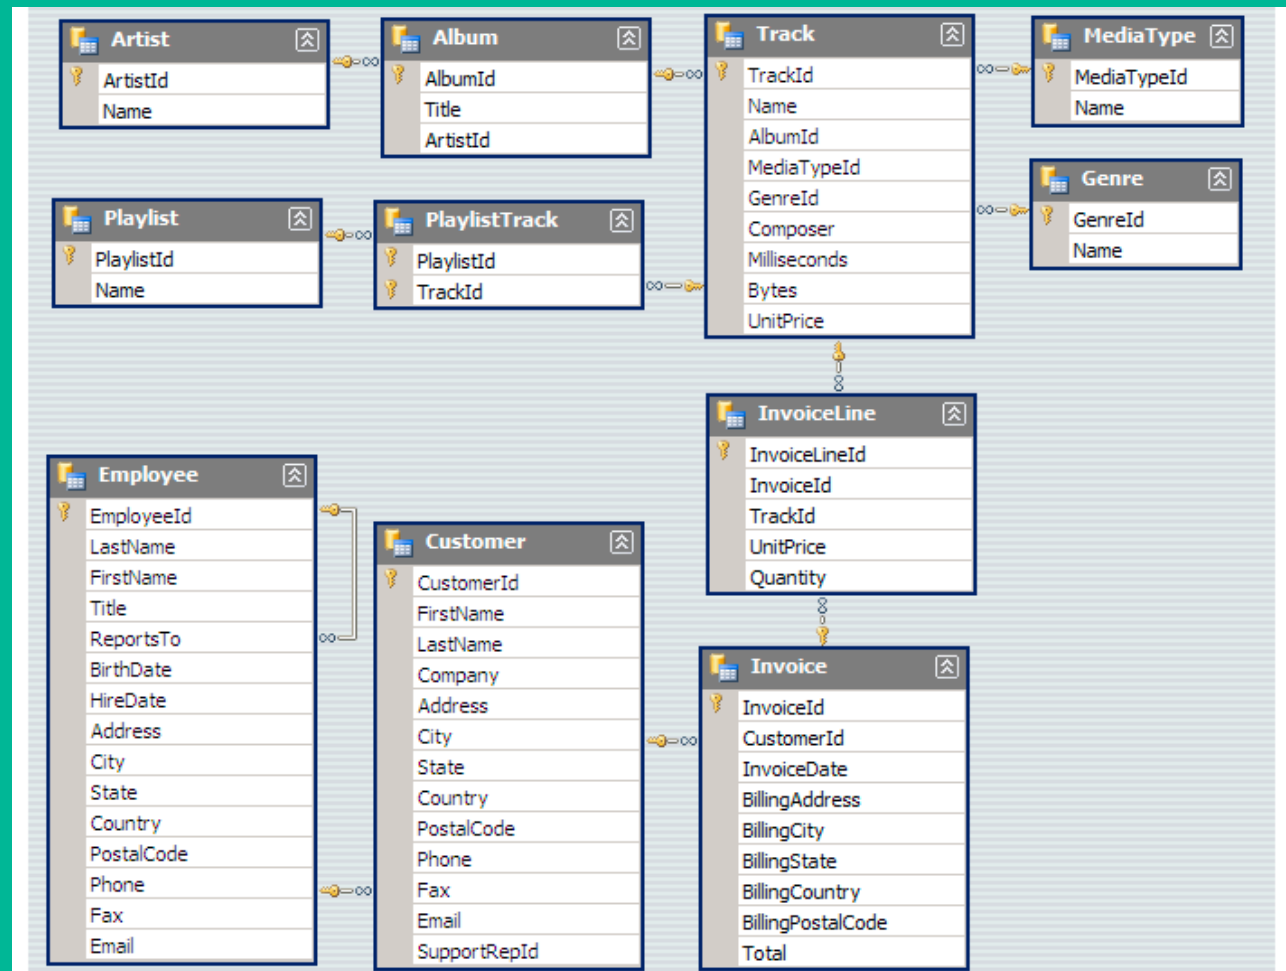 Artist
ArtistId
Name
Album
AlbumId
Title
ArtistId
Track
TrackId
Name
AlbumId
MediaTypeId
GenreId
Composer
Milliseconds
Bytes
UnitPrice
MediaType
MediaTypeId
Name
Genre
GenreId
Name
Playlist
PlaylistId
Name
PlaylistTrack
PlaylistId
TrackId
InvoiceLine
InvoiceLineId
InvoiceId
TrackId
UnitPrice
Quantity
Employee
EmployeeId
LastName
FirstName
Title
ReportsTo
BirthDate
HireDate
Address
City
State
Country
PostalCode
Phone
Fax
Email
Customer
CustomerId
FirstName
LastName
Company
Address
City
State
Country
PostalCode
Phone
Fax
Email
SupportRepId
Invoice
InvoiceId
CustomerId
InvoiceDate
BillingAddress
BillingCity
BillingState
BillingCountry
BillingPostalCode
Total